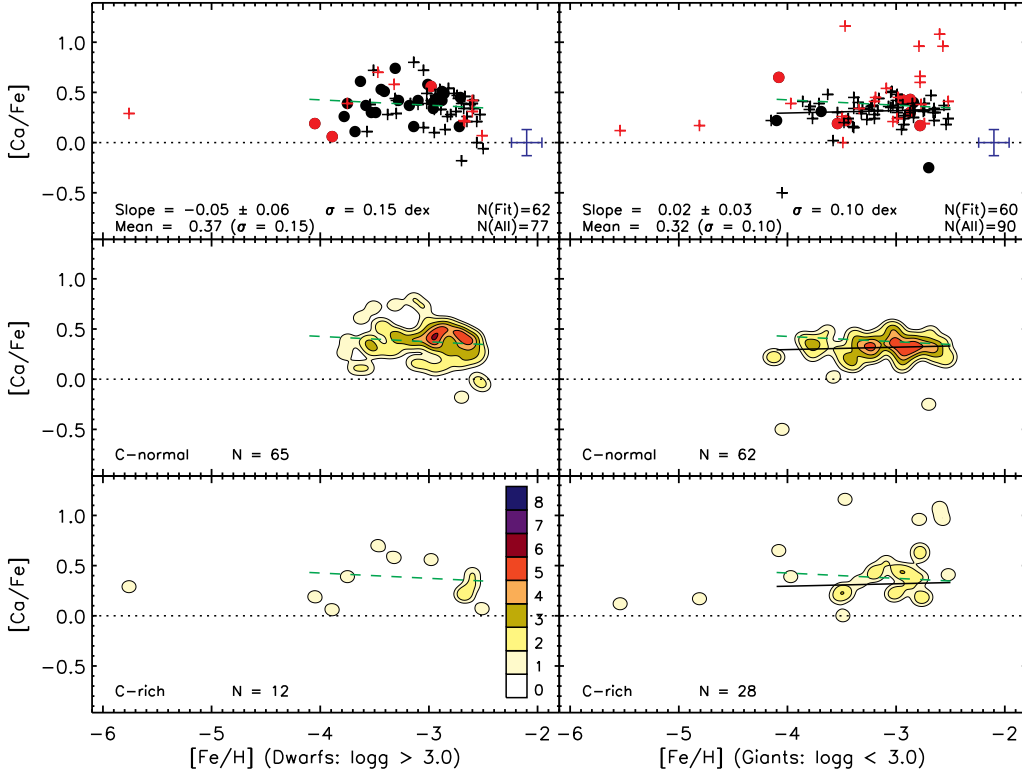 1.0
0.5
0.0
−0.5
[Ca/Fe]
Slope = −0.05 ± 0.06 σ = 0.15 dex N(Fit)=62
Mean = 0.37 (σ = 0.15) N(All)=77
Slope = 0.02 ± 0.03 σ = 0.10 dex N(Fit)=60
Mean = 0.32 (σ = 0.10) N(All)=90
1.0
0.5
0.0
−0.5
[Ca/Fe]
C−normal N = 65
C−normal N = 62
1.0
0.5
0.0
−0.5
[Ca/Fe]
C−rich N = 12
8
7
6
5
4
3
2
1
0
C−rich N = 28
−6 −5 −4 −3 −2
−6 −5 −4 −3 −2
[Fe/H] (Dwarfs: logg > 3.0)
[Fe/H] (Giants: logg < 3.0)